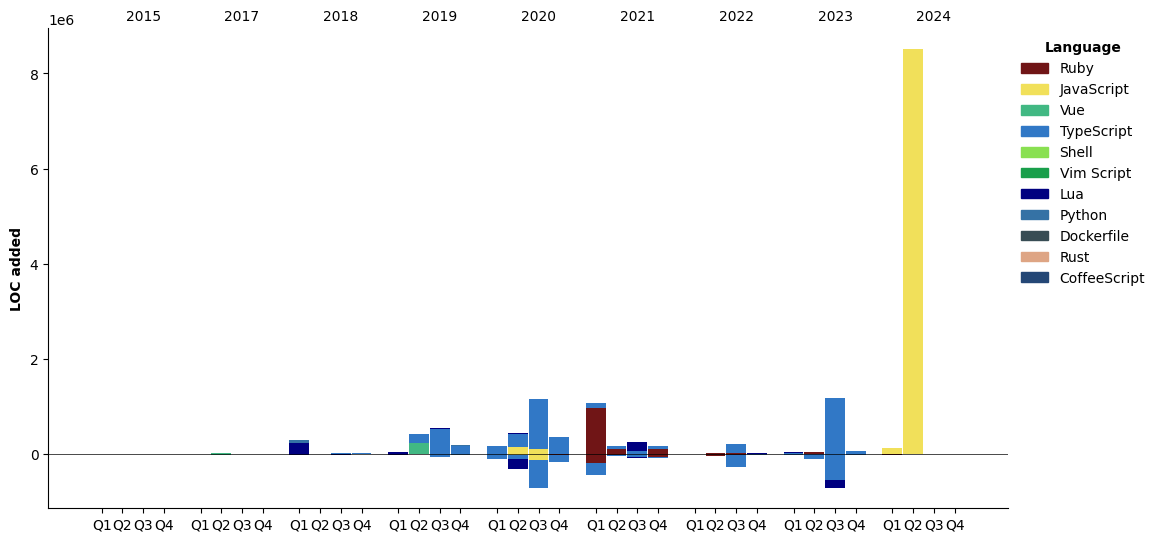 1e6
2015 2017 2018 2019 2020 2021 2022 2023 2024
LOC added
8
6
4
2
0
Q1 Q2 Q3 Q4 Q1 Q2 Q3 Q4 Q1 Q2 Q3 Q4 Q1 Q2 Q3 Q4 Q1 Q2 Q3 Q4 Q1 Q2 Q3 Q4 Q1 Q2 Q3 Q4 Q1 Q2 Q3 Q4 Q1 Q2 Q3 Q4
Language
Ruby
JavaScript
Vue
TypeScript
Shell
Vim Script
Lua
Python
Dockerfile
Rust
CoffeeScript